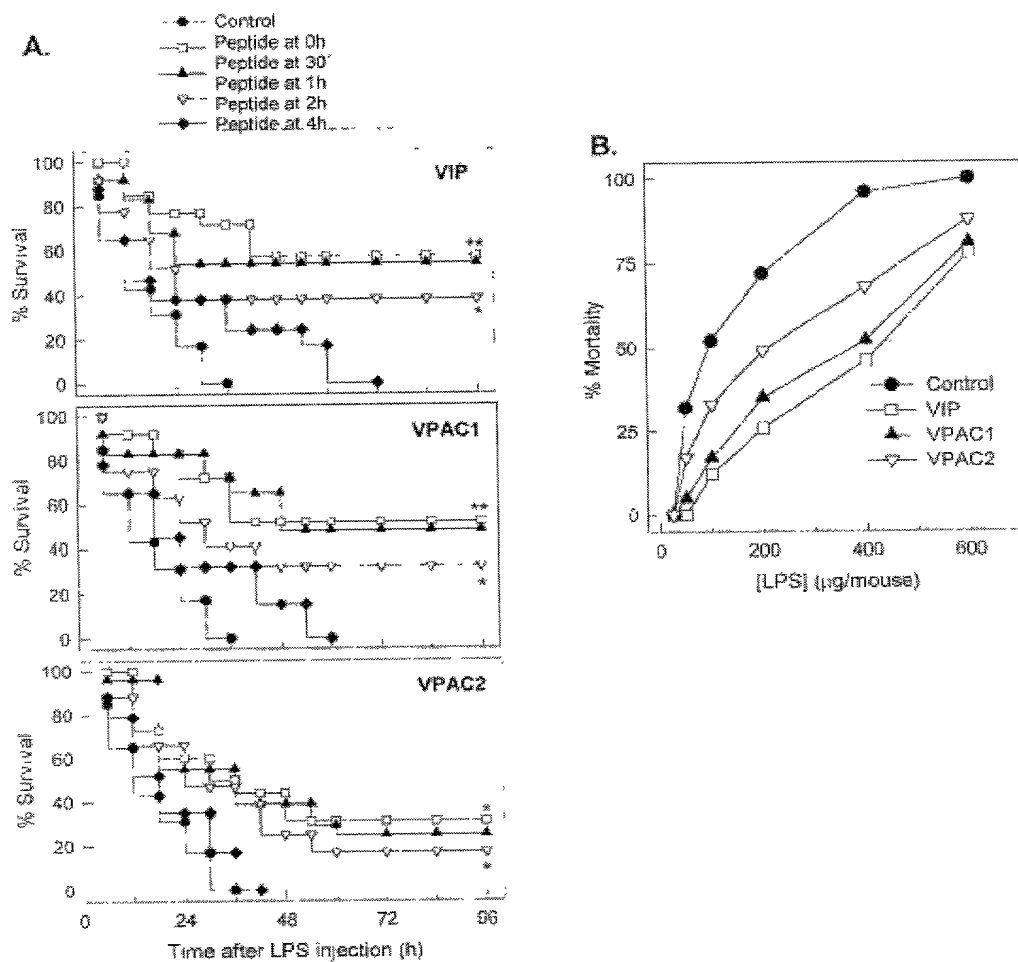 A.
Control
Peptide at 0h
Peptide at 30'
Peptide at 1h
Peptide at 2h
Peptide at 4h
VIP
100
80
60
40
20
0
% Survival
**
*
VPAC1
100
80
60
40
20
0
% Survival
**
*
VPAC2
100
80
60
40
20
0
% Survival
*
*
0 24 48 72 96
Time after LPS injection (h)
B.
100
75
50
25
0
% Mortality
Control
VIP
VPAC1
VPAC2
0 200 400 600
[LPS] (µg/mouse)